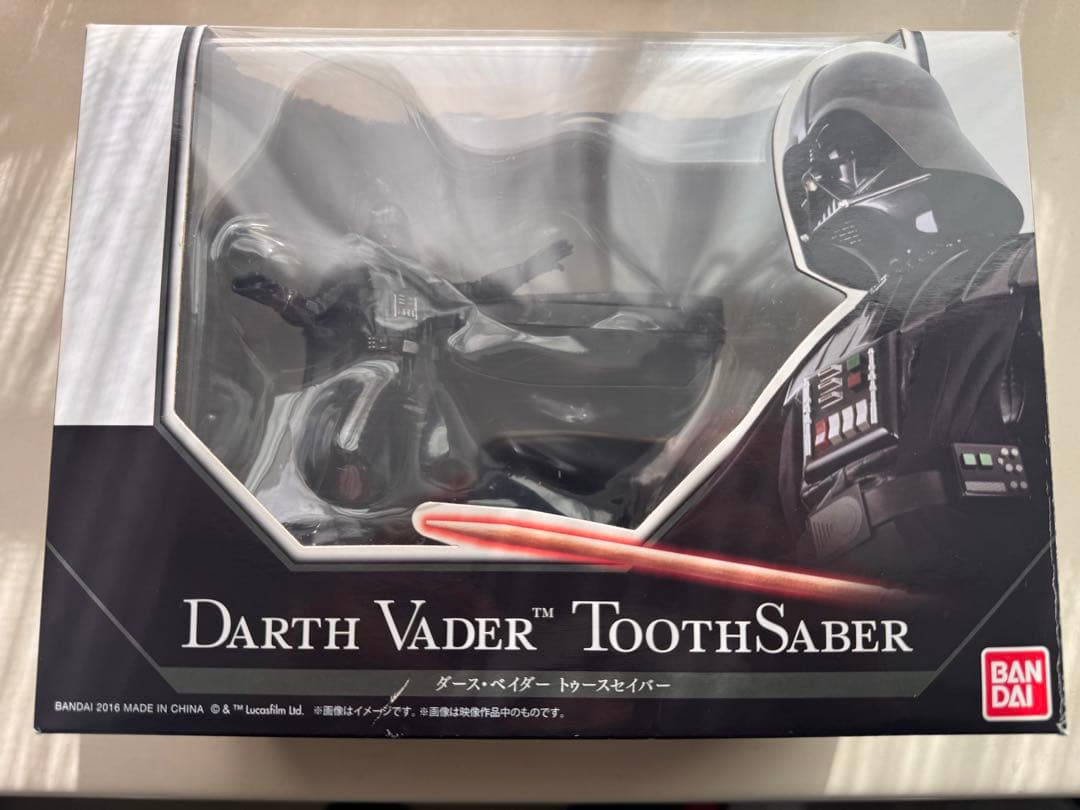 DARTH VADER™ TOOTHSABER
ダース・ベイダー トゥースセイバー
BANDAI 2016 MADE IN CHINA © & ™ Lucasfilm Ltd. ※画像はイメージです。※画像は映像作品中のものです。
BAN
DAI